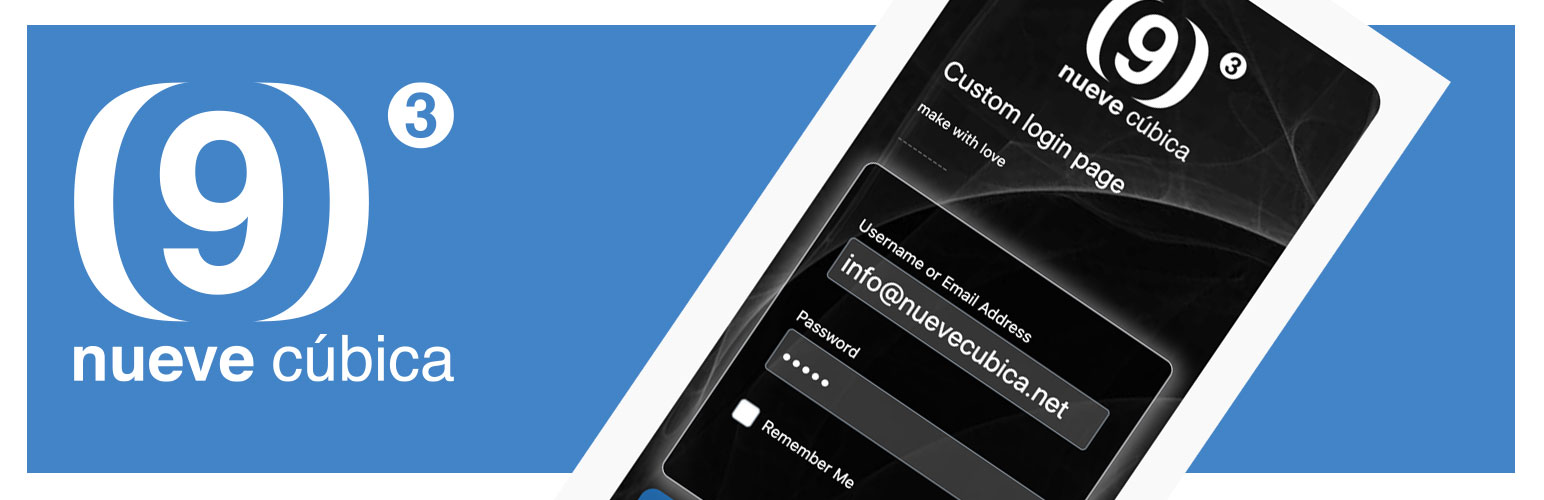 (9) 3
nueve cúbica
(9) 3
nueve cúbica
Custom login page
make with love
----------
Username or Email Address
info@nuevecubica.net
Password
•••••
Remember Me